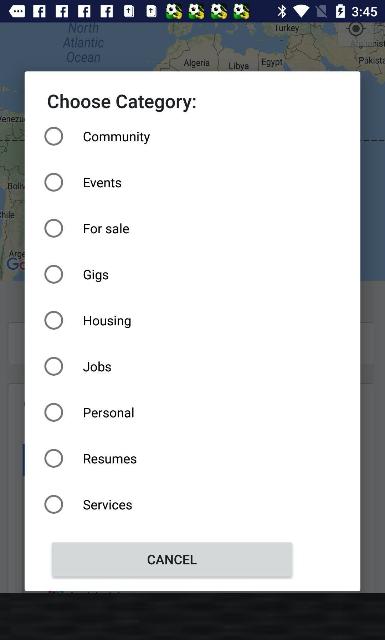 3:45
North
Atlantic
Ocean
Turkey
Algeria
Libya
Egypt
Choose Category:
Community
Events
For sale
Gigs
Housing
Jobs
Personal
Resumes
Services
CANCEL